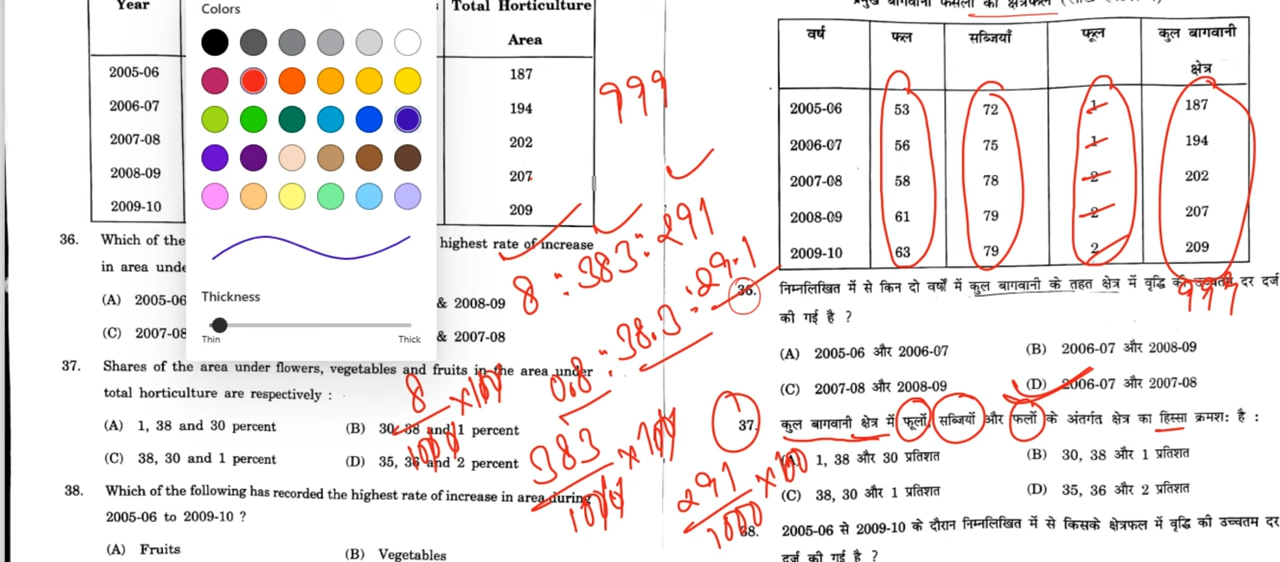 Year
Total Horticulture
Area
2005-06
187
2006-07
194
2007-08
202
2008-09
207
2009-10
209
Colors
Thickness
Thin
Thick
999
36. Which of the
highest rate of increase
in area unde
(A) 2005-06
& 2008-09
(C) 2007-08
& 2007-08
37. Shares of the area under flowers, vegetables and fruits in the area under
total horticulture are respectively :
(A) 1, 38 and 30 percent
(B) 30, 38 and 1 percent
(C) 38, 30 and 1 percent
(D) 35, 36 and 2 percent
38. Which of the following has recorded the highest rate of increase in area during
2005-06 to 2009-10 ?
(A) Fruits
(B) Vegetables
8 : 383 : 291
0.8 : 38.3 : 29.1
8
1000 ×100
383
1000 ×100
291
1000 ×100
प्रमुख बागवानी फसलों का क्षेत्रफल
वर्ष
फल
सब्जियाँ
फूल
कुल बागवानी
क्षेत्र
2005-06 53 72 1 187
2006-07 56 75 1 194
2007-08 58 78 2 202
2008-09 61 79 2 207
2009-10 63 79 2 209
999
36. निम्नलिखित में से किन दो वर्षों में कुल बागवानी के तहत क्षेत्र में वृद्धि की उच्चतम दर दर्ज
की गई है ?
(A) 2005-06 और 2006-07
(B) 2006-07 और 2008-09
(C) 2007-08 और 2008-09
(D) 2006-07 और 2007-08
37. कुल बागवानी क्षेत्र में फूलों, सब्जियों और फलों के अंतर्गत क्षेत्र का हिस्सा क्रमश: है :
(A) 1, 38 और 30 प्रतिशत
(B) 30, 38 और 1 प्रतिशत
(C) 38, 30 और 1 प्रतिशत
(D) 35, 36 और 2 प्रतिशत
38. 2005-06 से 2009-10 के दौरान निम्नलिखित में से किसके क्षेत्रफल में वृद्धि की उच्चतम दर
दर्ज की गई है ?